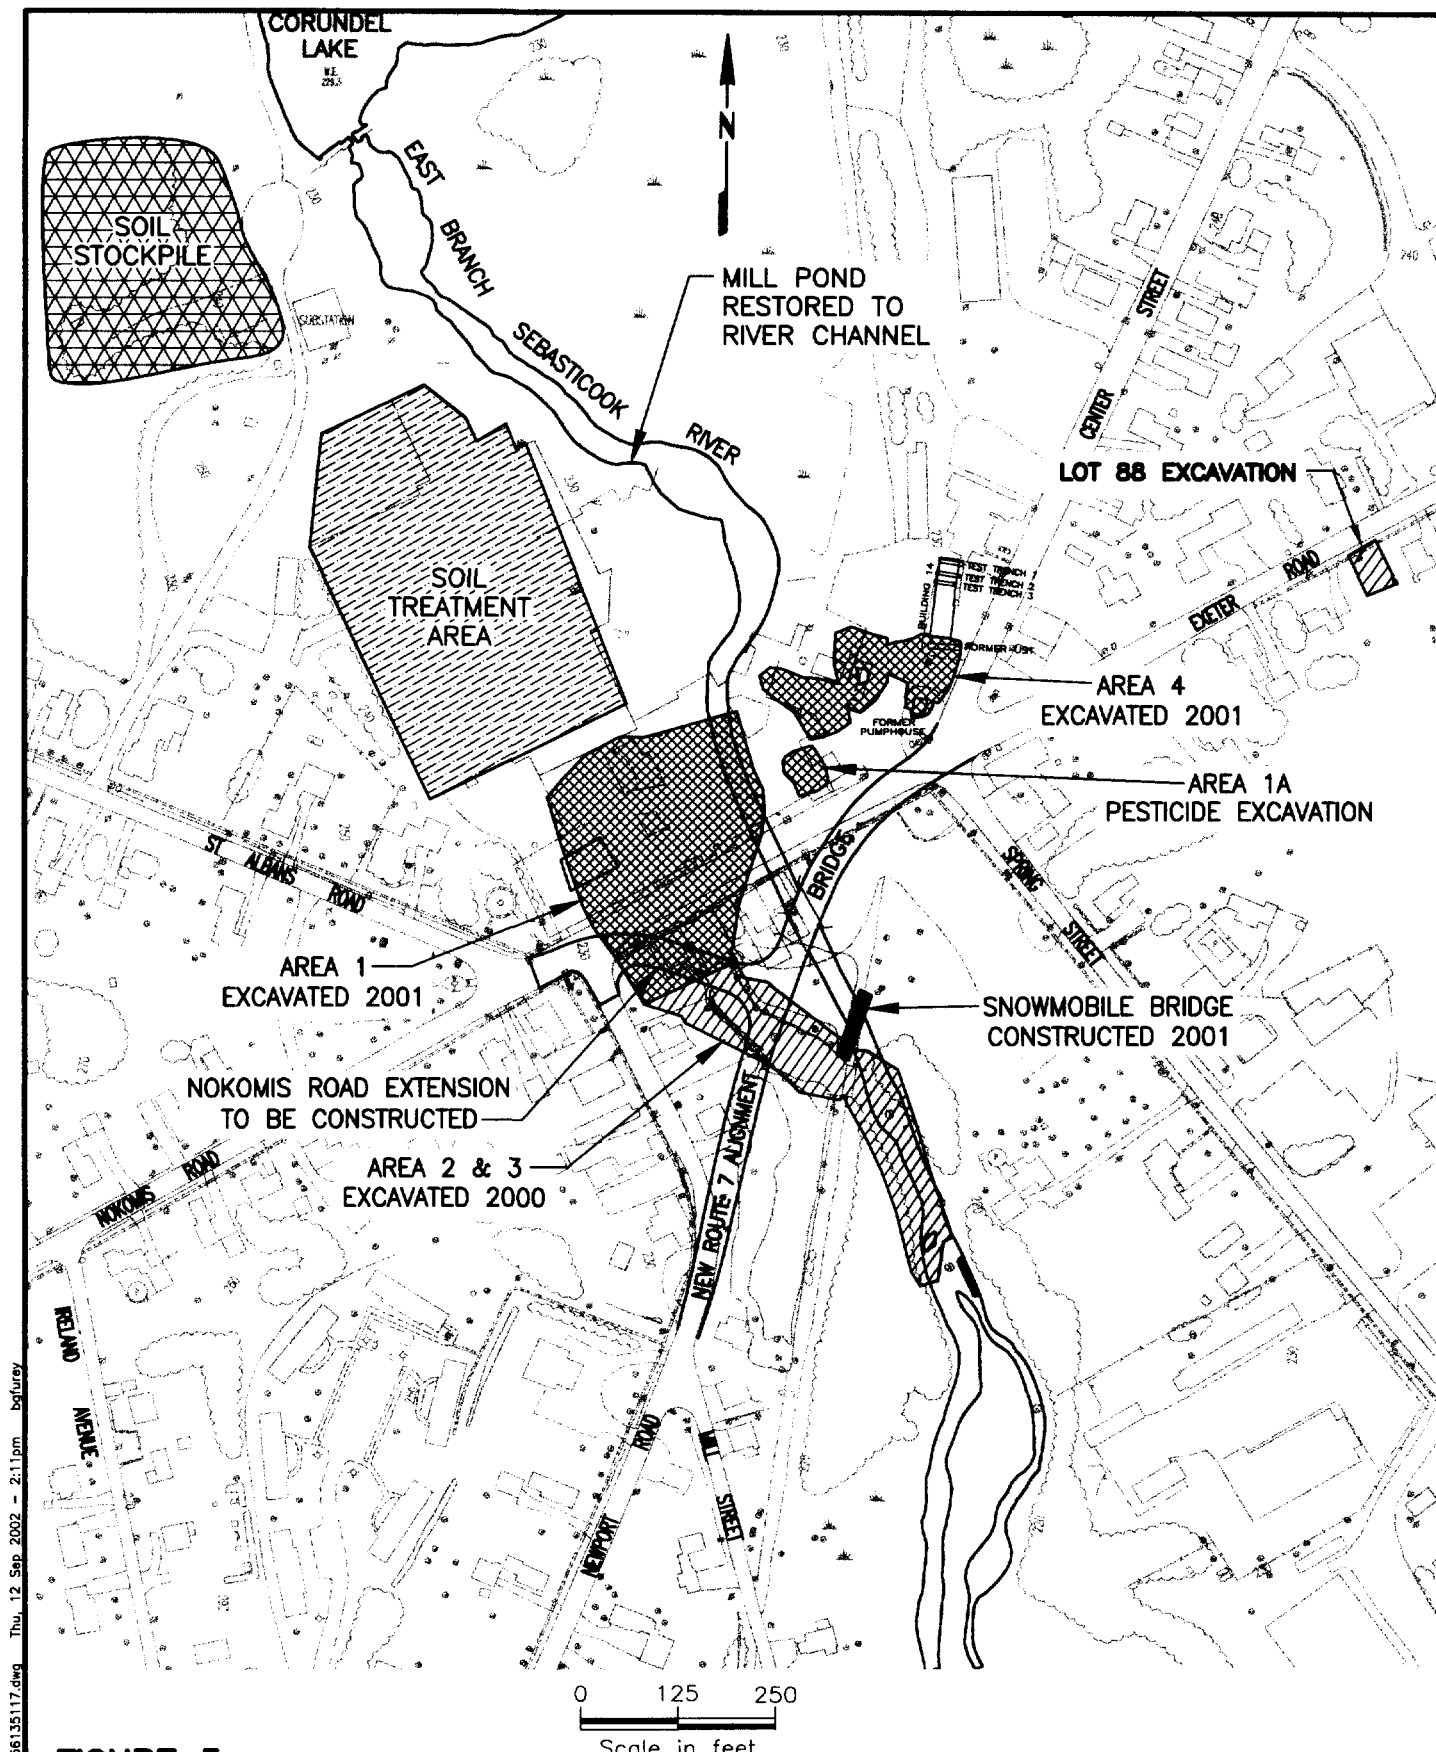 CORUNDEL
LAKE
W.E.
229.3
N
EAST
BRANCH
SEBASTICOOK
RIVER
SOIL
STOCKPILE
SUBSTATION
MILL POND
RESTORED TO
RIVER CHANNEL
CENTER
STREET
LOT 88 EXCAVATION
EXETER
ROAD
SOIL
TREATMENT
AREA
BUILDING 14
TEST TRENCH 1
TEST TRENCH 2
TEST TRENCH 3
FORMER UST
AREA 4
EXCAVATED 2001
FORMER
PUMPHOUSE
AREA 1A
PESTICIDE EXCAVATION
ST. ALBANS ROAD
BRIDGE
SPRING
STREET
AREA 1
EXCAVATED 2001
SNOWMOBILE BRIDGE
CONSTRUCTED 2001
NOKOMIS ROAD EXTENSION
TO BE CONSTRUCTED
AREA 2 & 3
EXCAVATED 2000
NEW ROUTE 7 ALIGNMENT
NOKOMIS ROAD
IRELAND
AVENUE
NEWPORT ROAD
MILL
STREET
0 125 250
Scale in feet
66135117.dwg Thu, 12 Sep 2002 - 2:11pm bgfurey